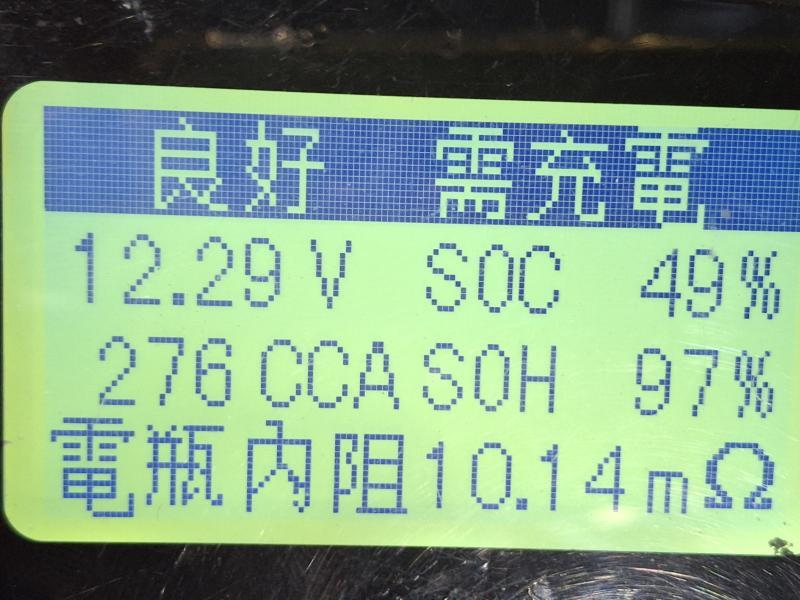 良好 需充電
12.29V SOC 49%
276CCA SOH 97%
電瓶內阻10.14mΩ